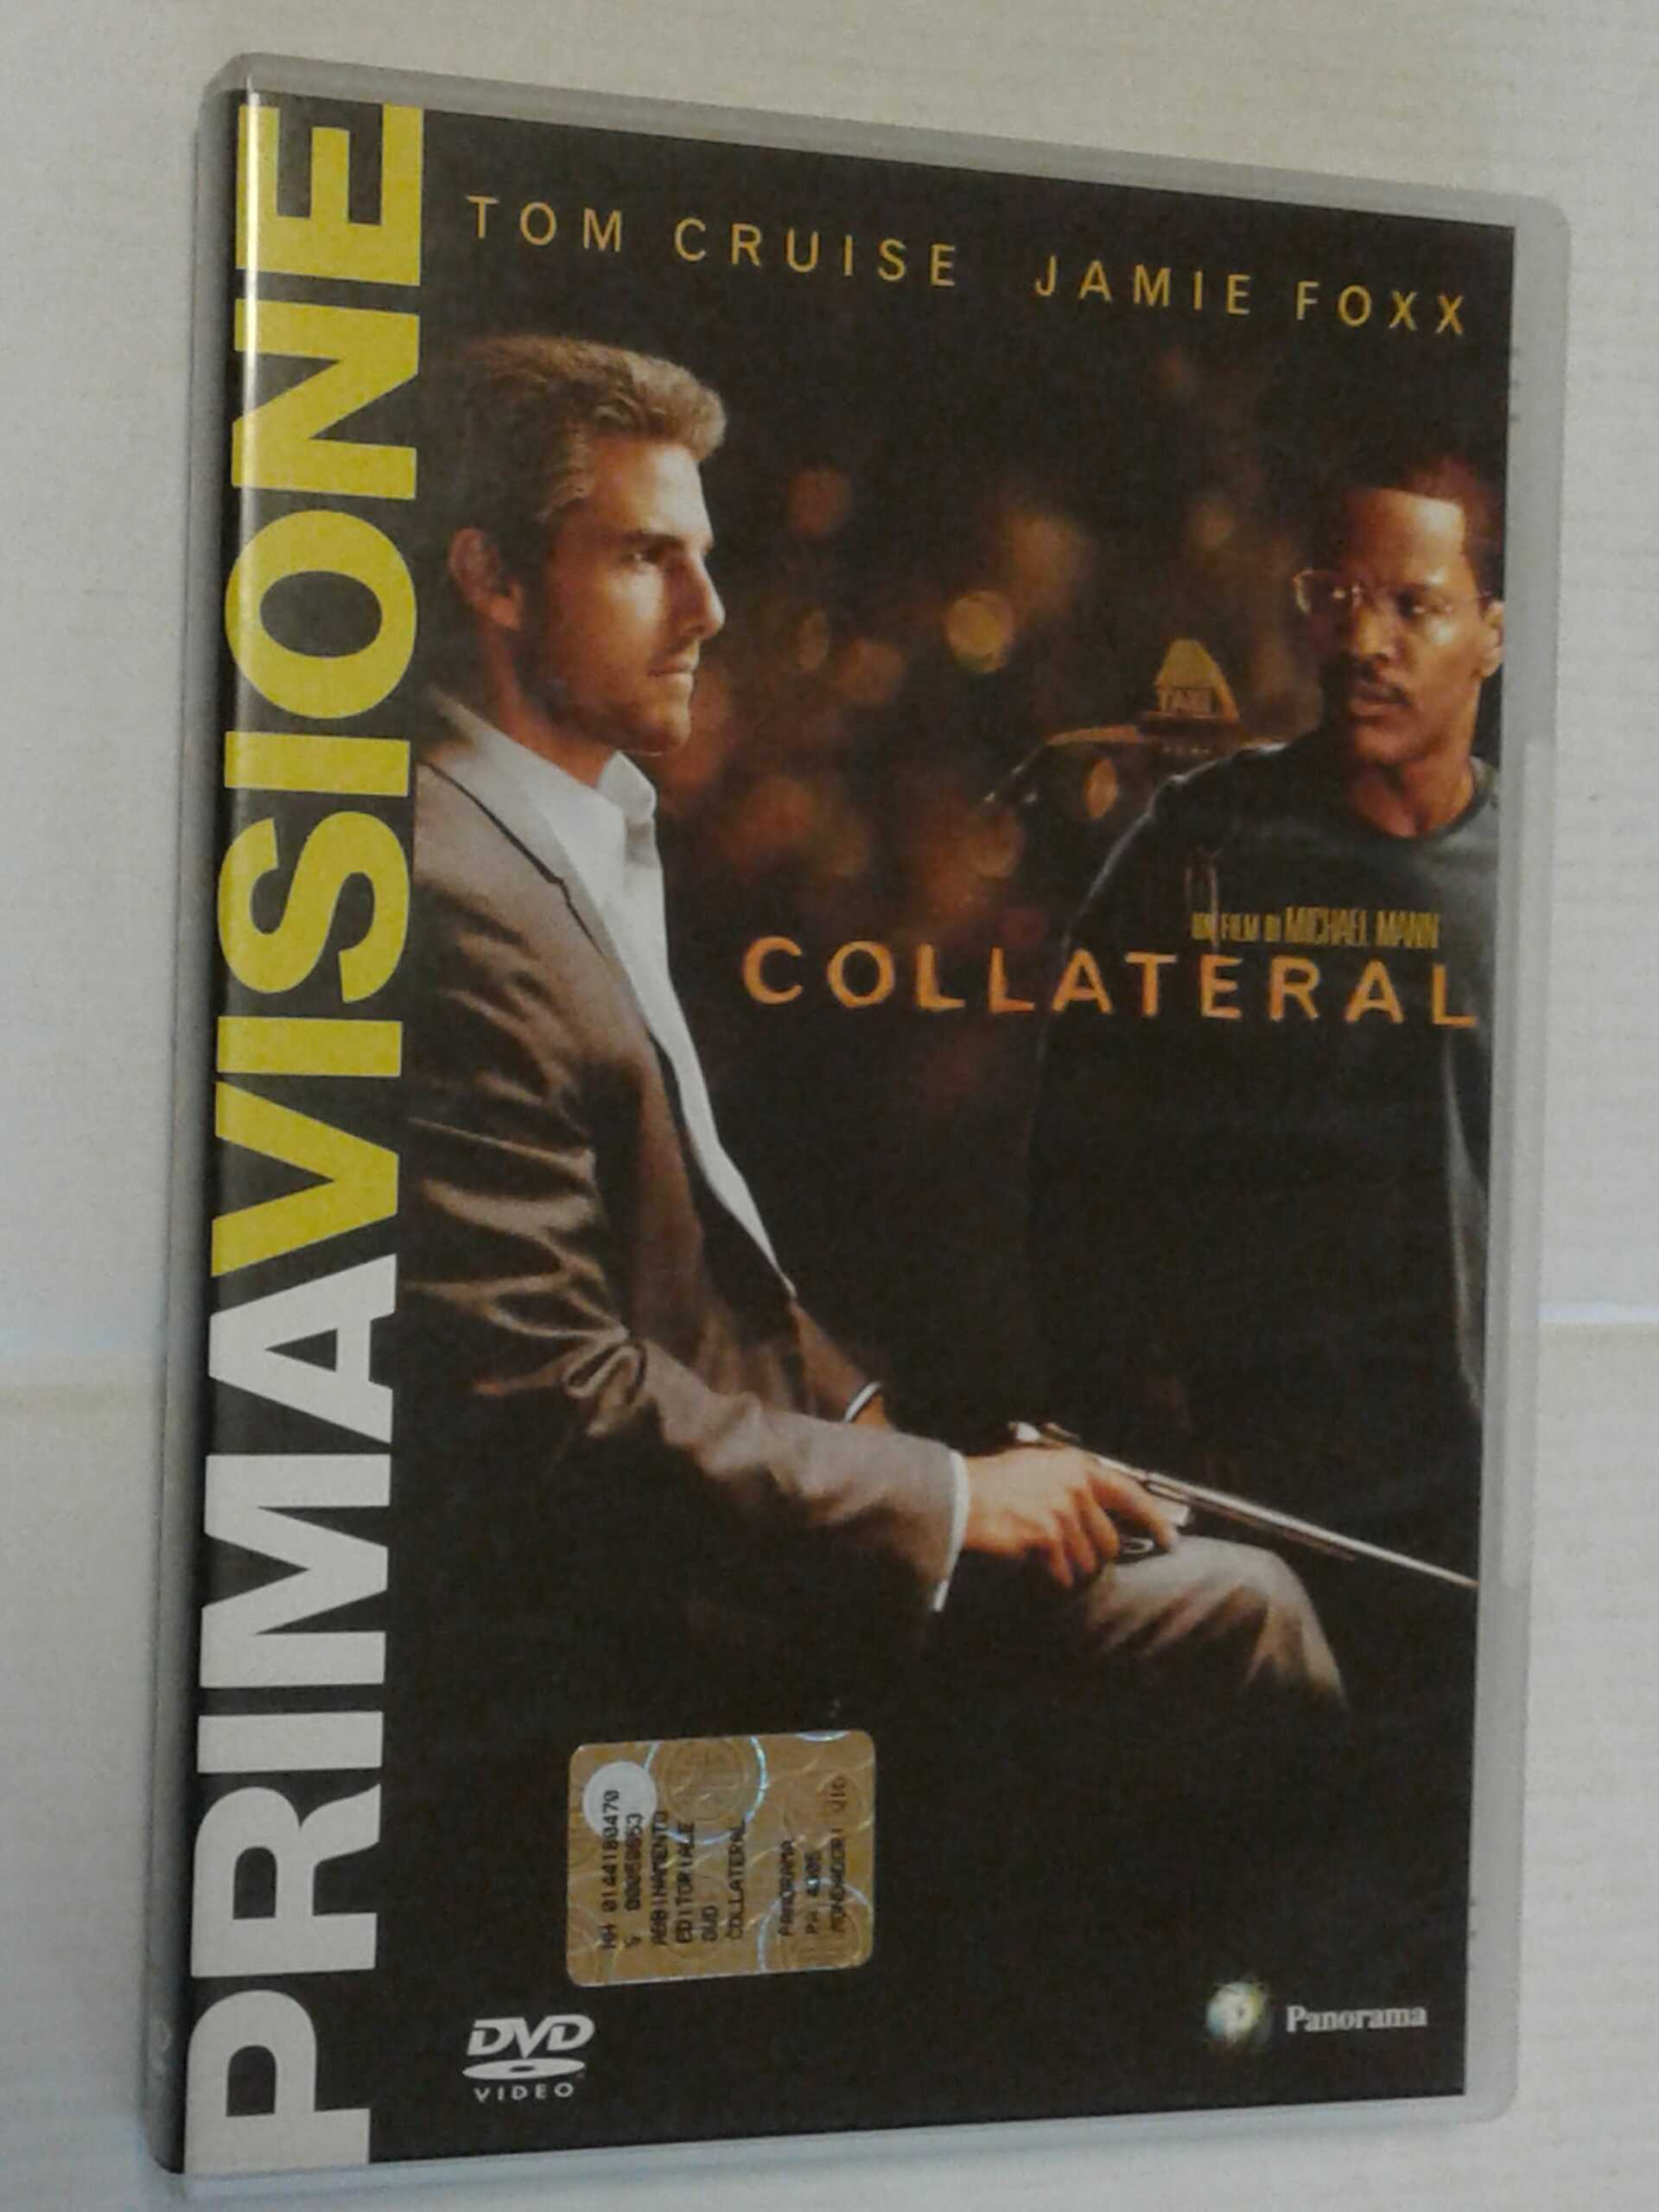 PRIMAVISIONE
TOM CRUISE JAMIE FOXX
TAXI
UN FILM DI MICHAEL MANN
COLLATERAL
ABBINAMENTO
EDITORIALE
DVD
COLLATERAL
PANORAMA
DVD
VIDEO
Panorama